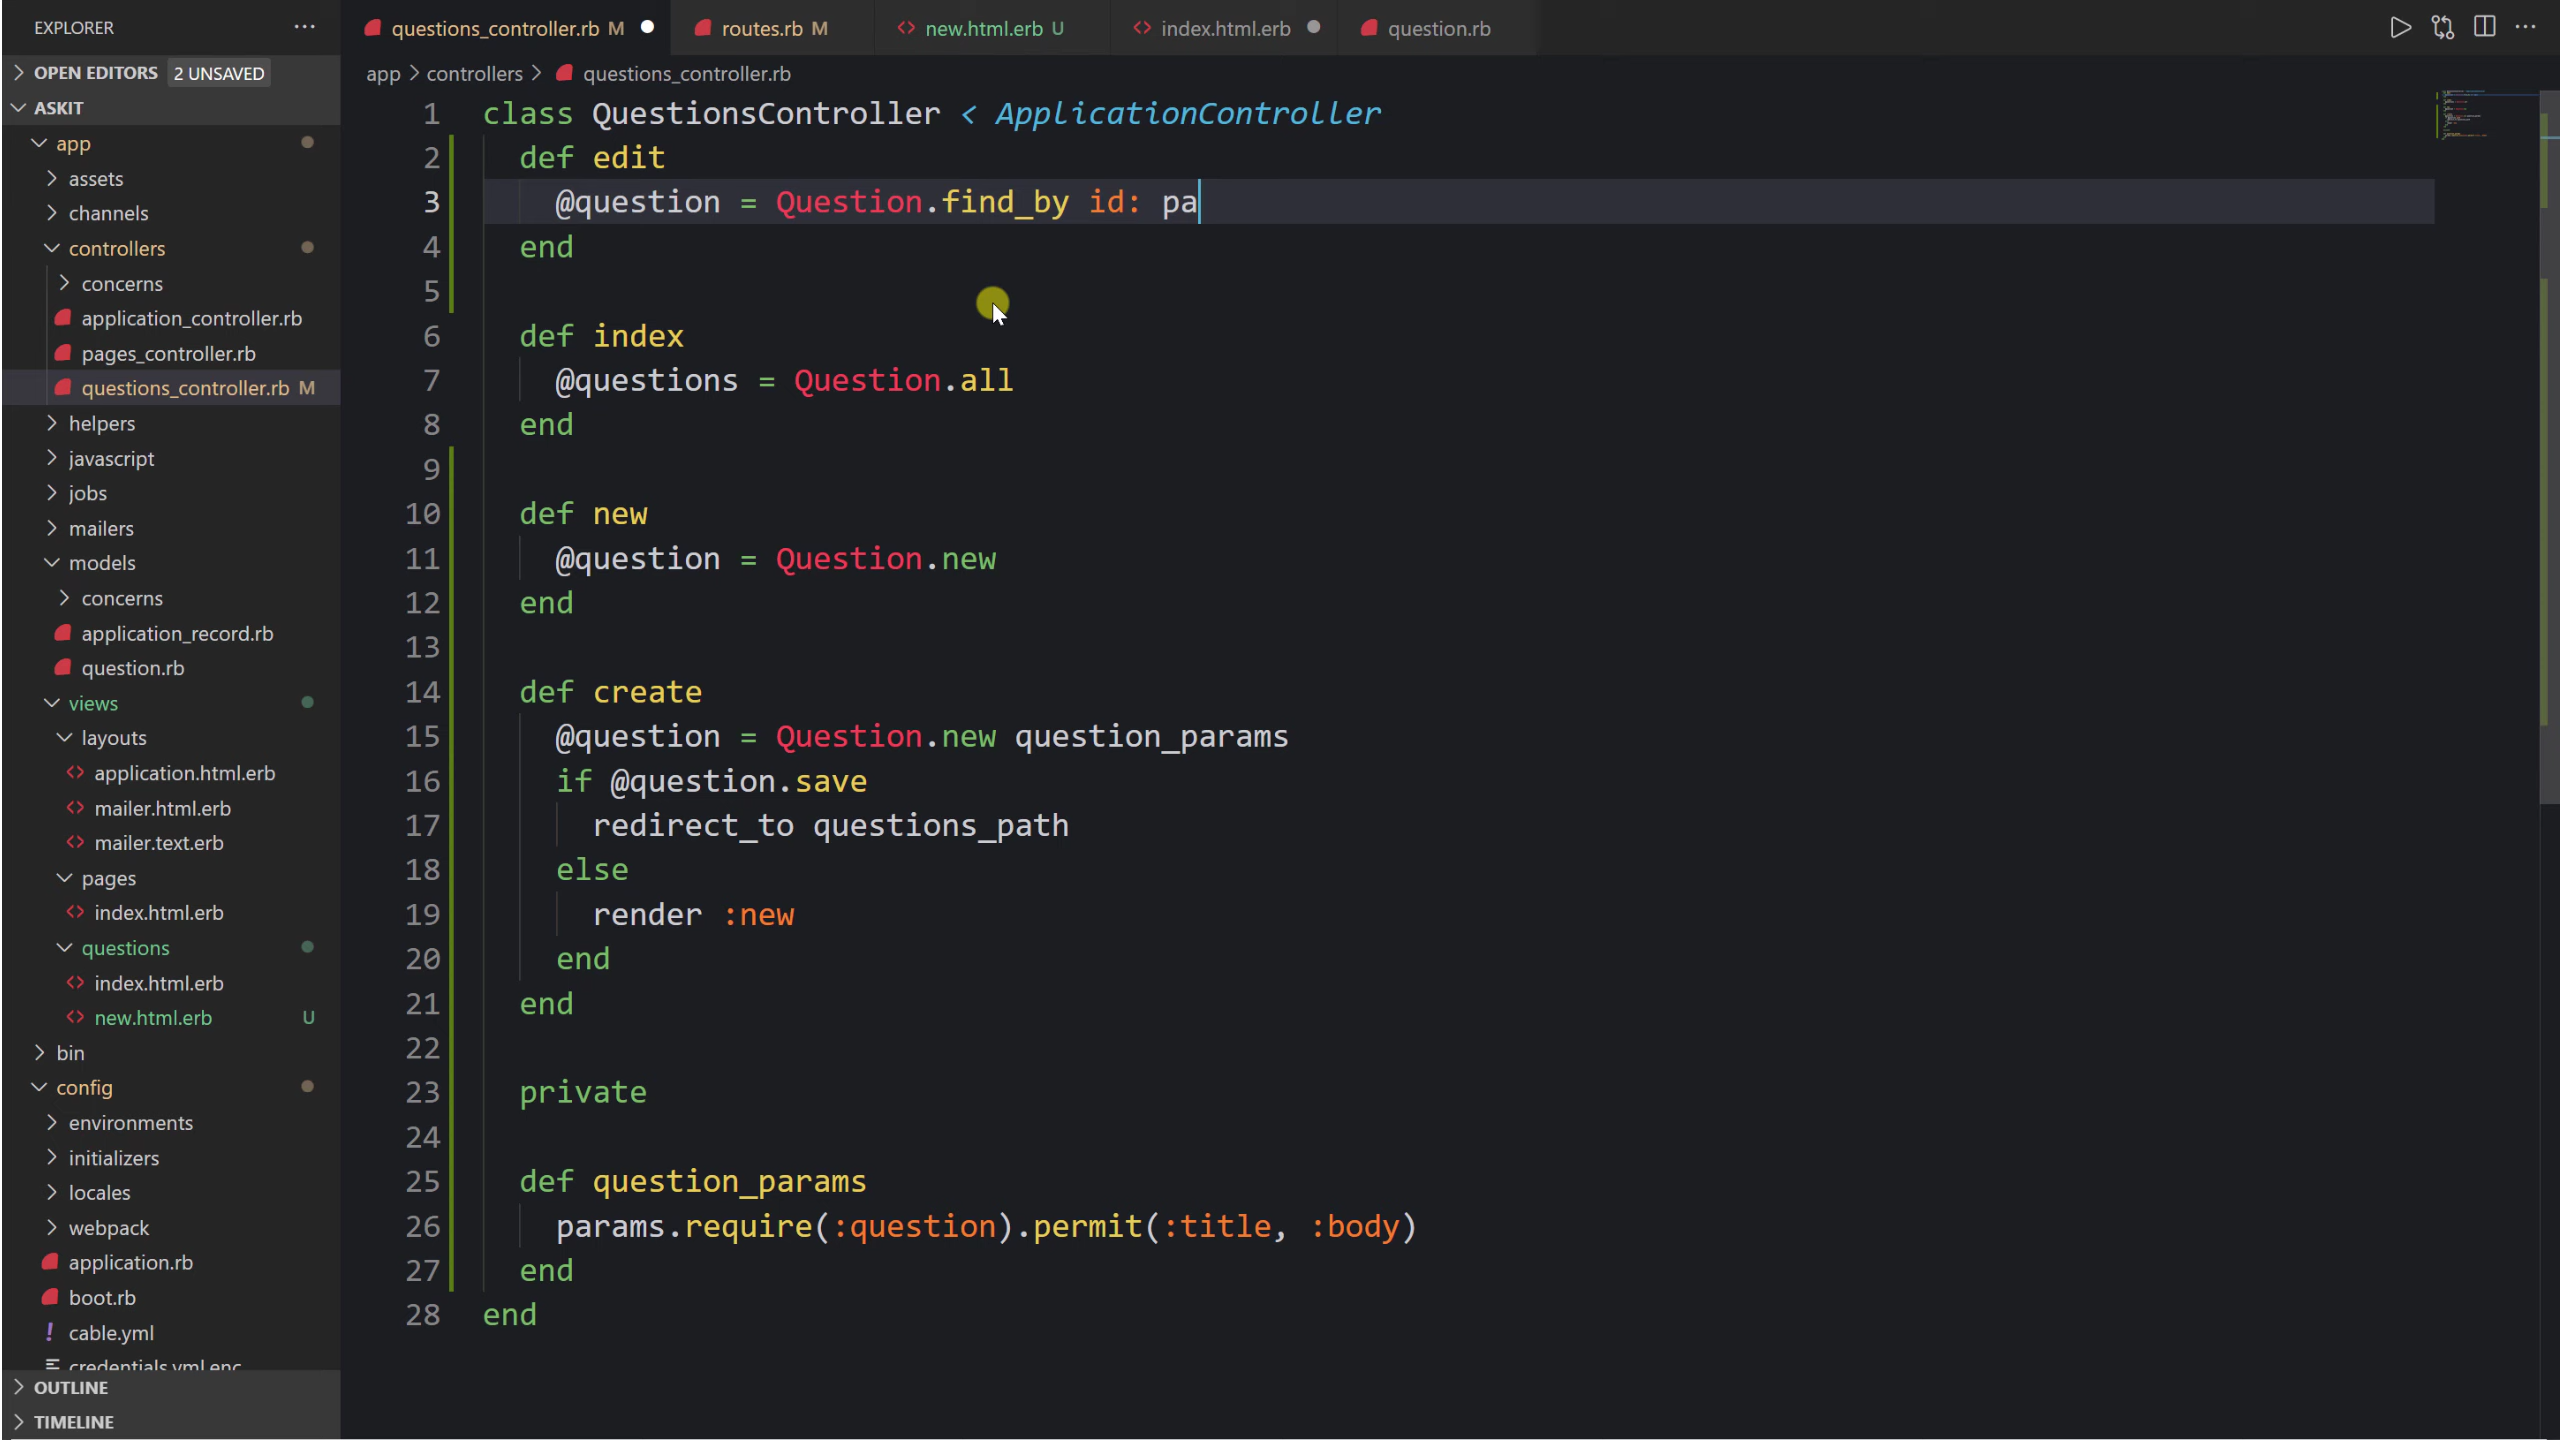 EXPLORER ...
OPEN EDITORS 2 UNSAVED
ASKIT
app
assets
channels
controllers
concerns
application_controller.rb
pages_controller.rb
questions_controller.rb M
helpers
javascript
jobs
mailers
models
concerns
application_record.rb
question.rb
views
layouts
application.html.erb
mailer.html.erb
mailer.text.erb
pages
index.html.erb
questions
index.html.erb
new.html.erb U
bin
config
environments
initializers
locales
webpack
application.rb
boot.rb
! cable.yml
credentials.yml.enc
OUTLINE
TIMELINE
questions_controller.rb M routes.rb M new.html.erb U index.html.erb question.rb
app > controllers > questions_controller.rb
1 class QuestionsController < ApplicationController
2 def edit
3 @question = Question.find_by id: pa
4 end
5
6 def index
7 @questions = Question.all
8 end
9
10 def new
11 @question = Question.new
12 end
13
14 def create
15 @question = Question.new question_params
16 if @question.save
17 redirect_to questions_path
18 else
19 render :new
20 end
21 end
22
23 private
24
25 def question_params
26 params.require(:question).permit(:title, :body)
27 end
28 end